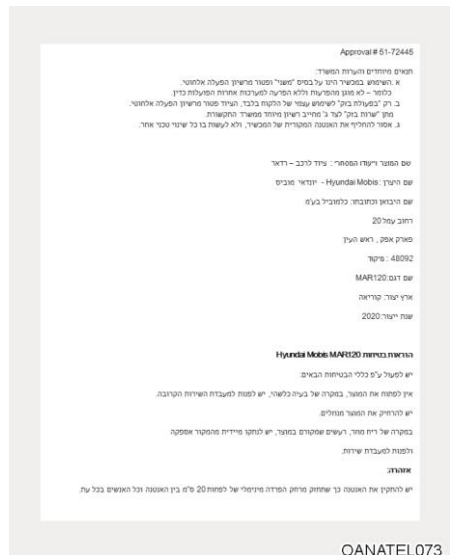 Approval # 51-72445
תנאים מיוחדים והערות המשרד:
א .השימוש במכשיר הינו על בסיס "משני" ופטור מרשיון הפעלה אלחוטי.
כלומר – לא מוגן מהפרעות וללא הפרעה למערכות אחרות הפועלות כדין.
ב. רק "בפעולת בזק" לשימוש עצמי של הלקוח בלבד, הציוד פטור מרשיון הפעלה אלחוטי.
מתן "שרות בזק" לצד ג' מחייב רשיון מיוחד ממשרד התקשורת.
ג. אסור להחליף את האנטנה המקורית של המכשיר, ולא לעשות בו כל שינוי טכני אחר.
שם המוצר וייעודו המסחרי : ציוד לרכב – רדאר
שם היצרן :Hyundai Mobis - יונדאי מוביס
שם היבואן וכתובתו: כלמוביל בע"מ
רחוב עמל 20
פארק אפק , ראש העין
48092 : מיקוד
שם דגם:MAR120
ארץ יצור: קוריאה
שנת ייצור:2020
הוראות בטיחות Hyundai Mobis MAR120
יש לפעול ע"פ כללי הבטיחות הבאים:
אין לפתוח את המוצר, במקרה של בעיה כלשהי, יש לפנות למעבדת השירות הקרובה.
יש להרחיק את המוצר מנוזלים.
במקרה של ריח מוזר, רעשים שמקורם במוצר, יש לנתקו מיידית מהמקור אספקה
ולפנות למעבדת שירות.
אזהרה:
יש להתקין את האנטנה כך שתחזק מרחק הפרדה מינימלי של לפחות 20 ס"מ בין האנטנה וכל האנשים בכל עת.
OANATEL073